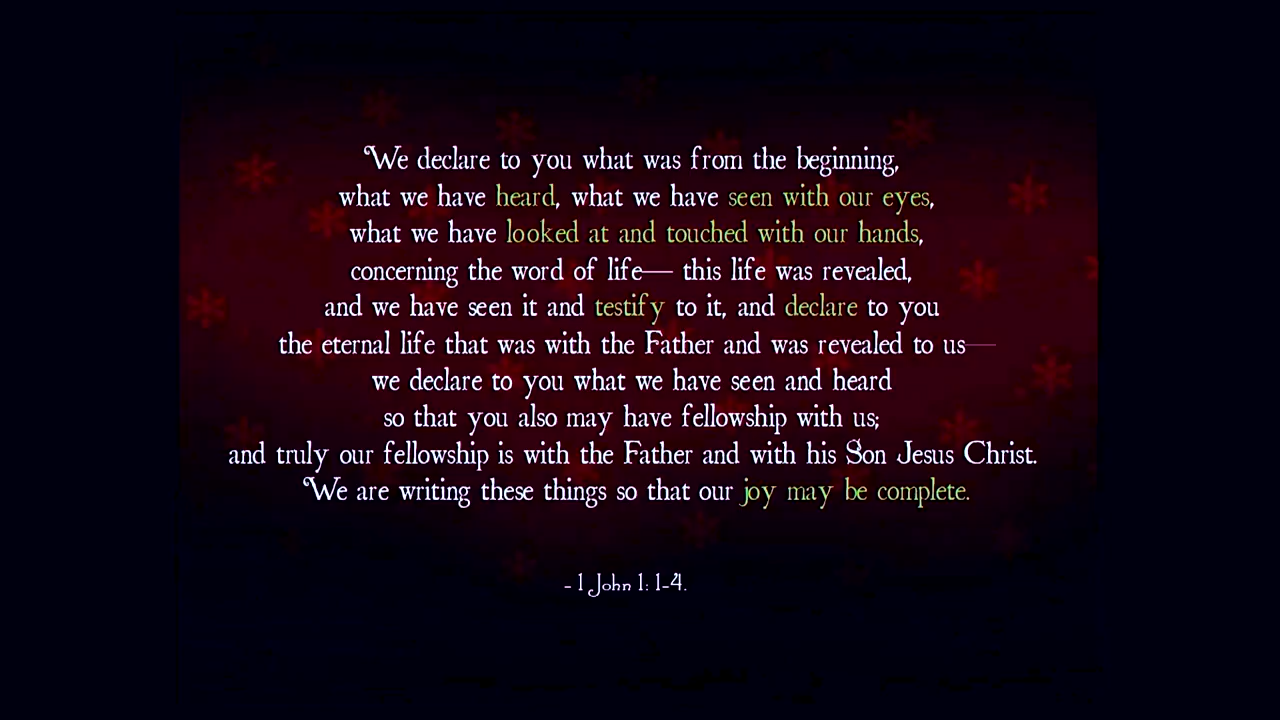 We declare to you what was from the beginning,
what we have heard, what we have seen with our eyes,
what we have looked at and touched with our hands,
concerning the word of life— this life was revealed,
and we have seen it and testify to it, and declare to you
the eternal life that was with the Father and was revealed to us—
we declare to you what we have seen and heard
so that you also may have fellowship with us;
and truly our fellowship is with the Father and with his Son Jesus Christ.
We are writing these things so that our joy may be complete.
- 1 John 1: 1-4.